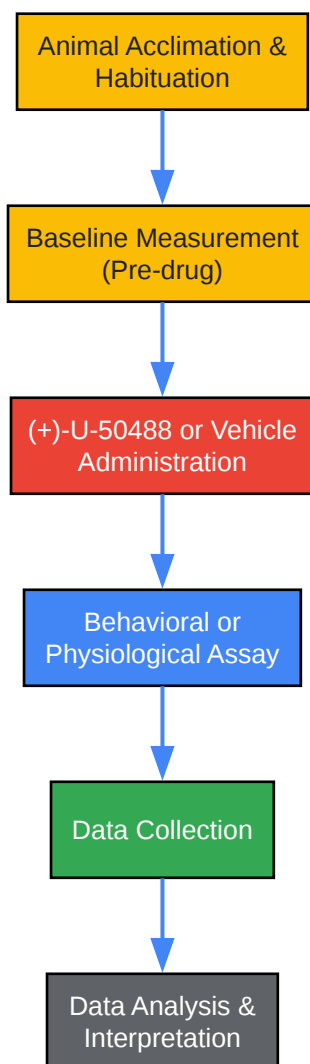 Animal Acclimation &
Habituation
Baseline Measurement
(Pre-drug)
(+)-U-50488 or Vehicle
Administration
Behavioral or
Physiological Assay
Data Collection
Data Analysis &
Interpretation